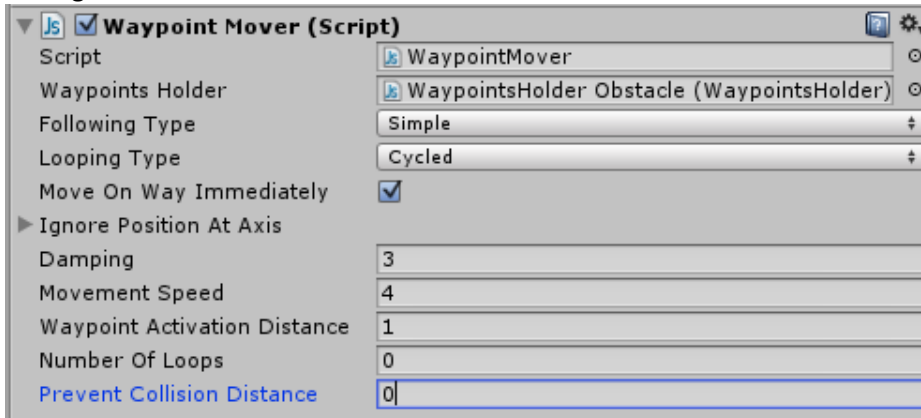 Waypoint Mover (Script)
Script WaypointMover
Waypoints Holder WaypointsHolder Obstacle (WaypointsHolder)
Following Type Simple
Looping Type Cycled
Move On Way Immediately
Ignore Position At Axis
Damping 3
Movement Speed 4
Waypoint Activation Distance 1
Number Of Loops 0
Prevent Collision Distance 0